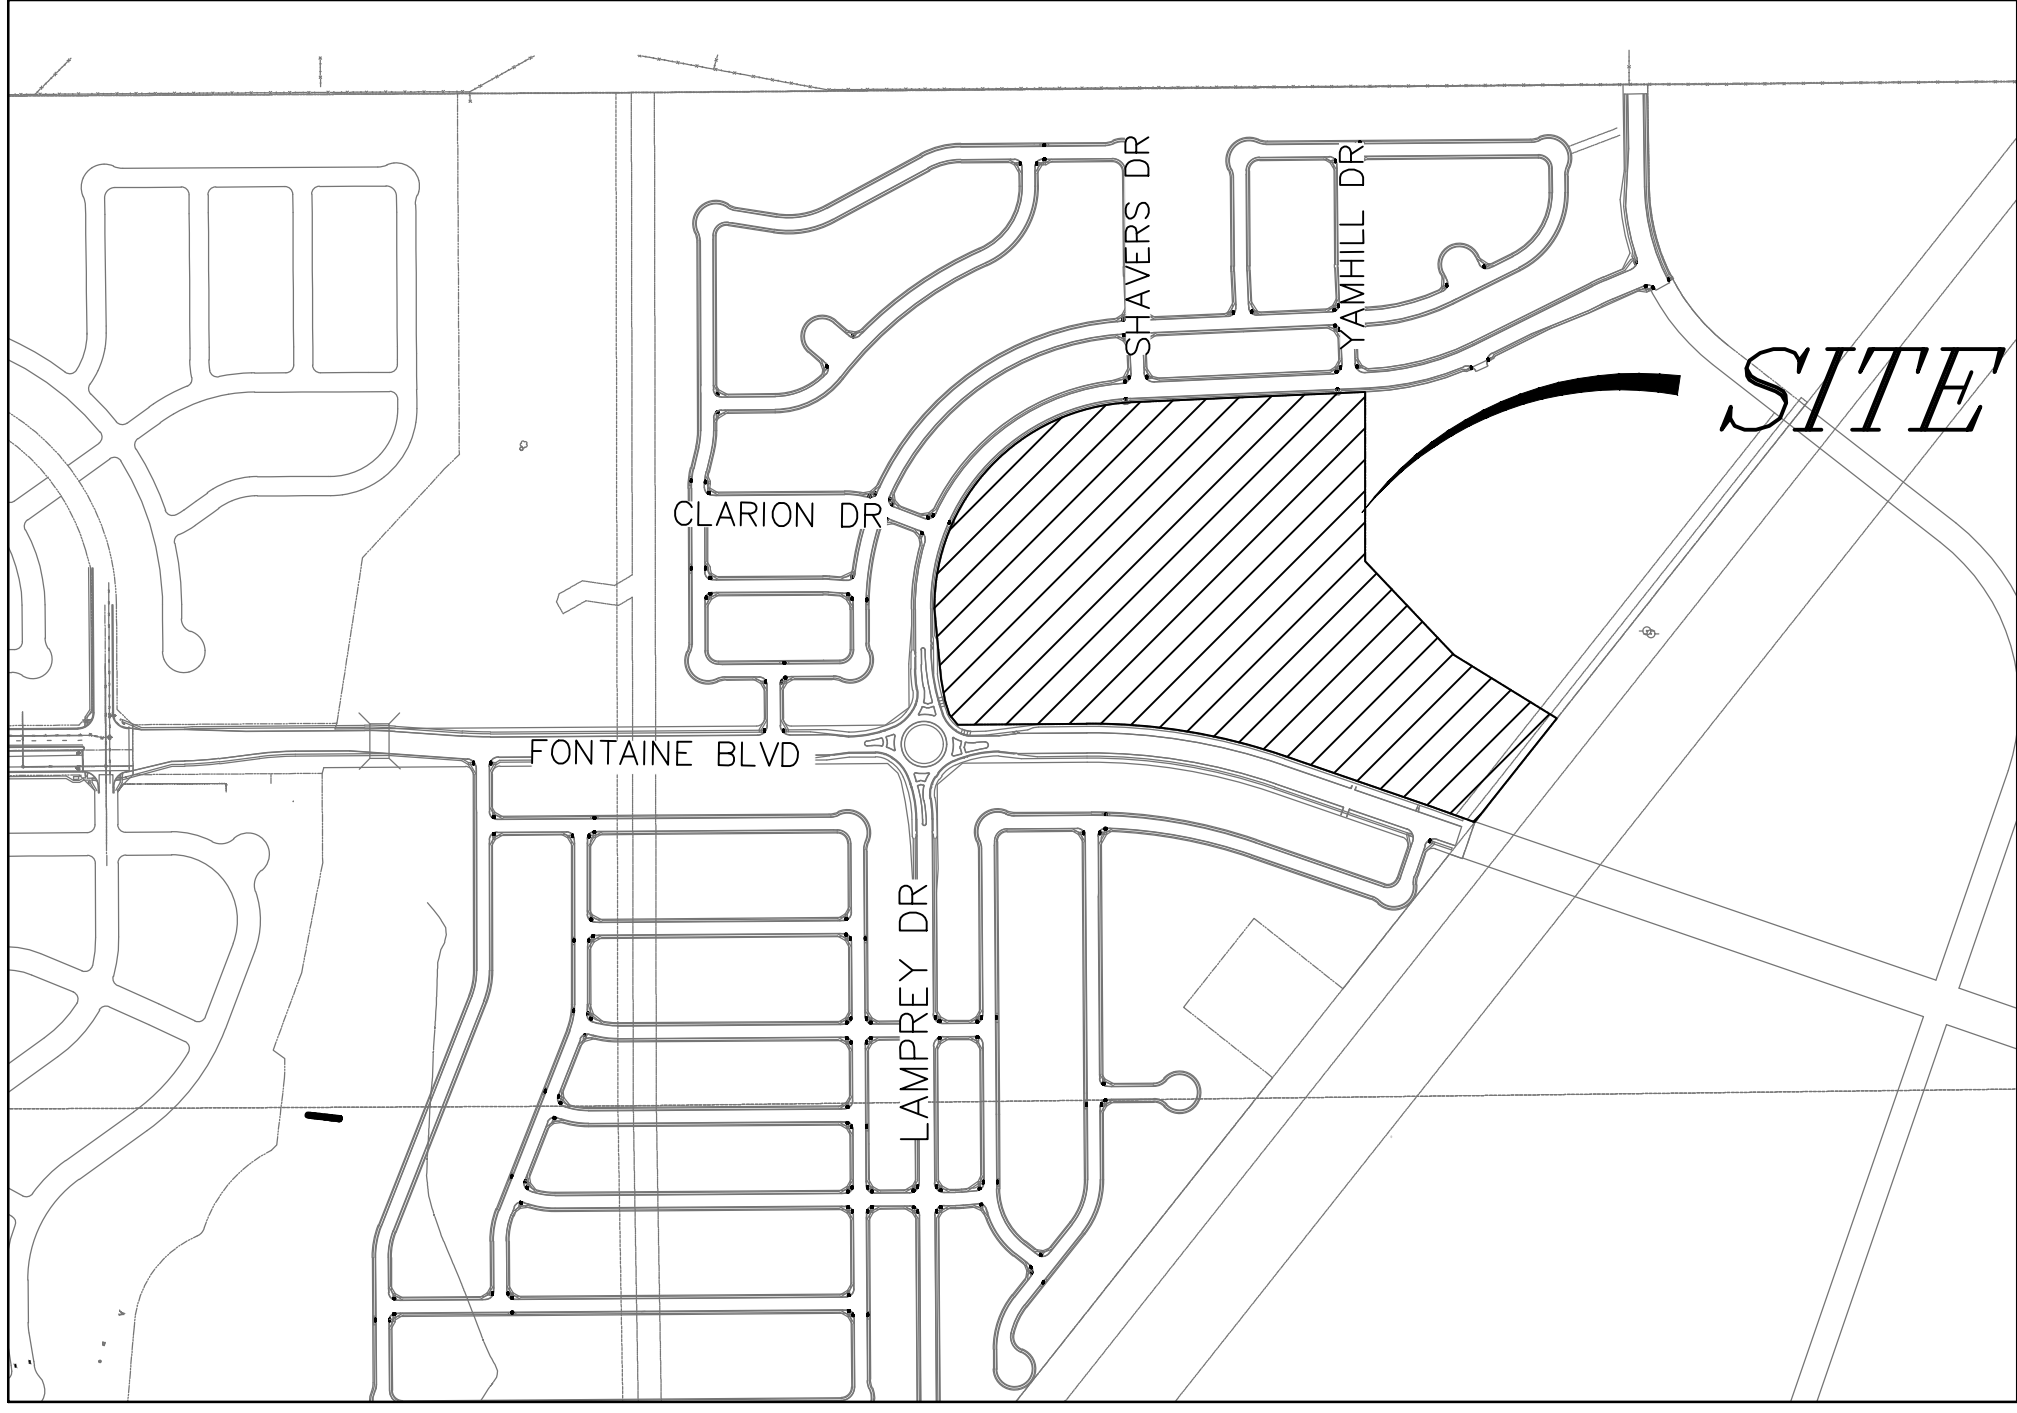 SHAVERS DR
YAMHILL DR
SITE
CLARION DR
FONTAINE BLVD
LAMPREY DR